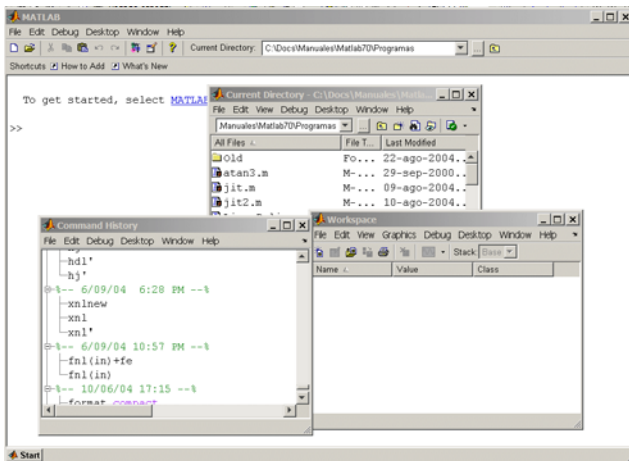 MATLAB
File Edit Debug Desktop Window Help
Current Directory: C:\Docs\Manuales\Matlab70\Programas
Shortcuts How to Add What's New
To get started, select MATLAB
>>
Current Directory - C:\Docs\Manuales\Matla...
File Edit View Debug Desktop Window Help
.Manuales\Matlab70\Programas
All Files File T... Last Modified
Old Fo... 22-ago-2004..
atan3.m M-... 29-sep-2000..
jit.m M-... 09-ago-2004..
jit2.m M-... 10-ago-2004..
Command History
File Edit Debug Desktop Window Help
hdl'
hj'
%-- 6/09/04 6:28 PM --%
xnlnew
xnl
xnl'
%-- 6/09/04 10:57 PM --%
fnl(in)+fe
fnl(in)
%-- 10/06/04 17:15 --%
format compact
Workspace
File Edit View Graphics Debug Desktop Window Help
Stack: Base
Name Value Class
Start